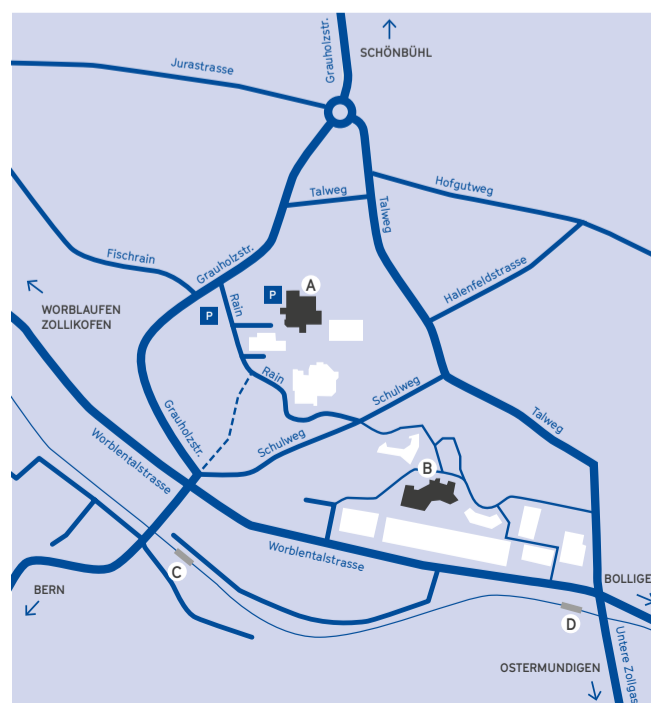 Grauholzstr.
SCHÖNBÜHL
Jurastrasse
Hofgutweg
Talweg
Talweg
Fischrain
Grauholzstr.
Halenfeldstrasse
A
P
P
Rain
WORBLAUFEN
ZOLLIKOFEN
Rain
Schulweg
Grauholzstr.
Talweg
Schulweg
Worblentalstrasse
B
Worblentalstrasse
C
BERN
BOLLIGE
D
Untere Zollgas
OSTERMUNDIGEN